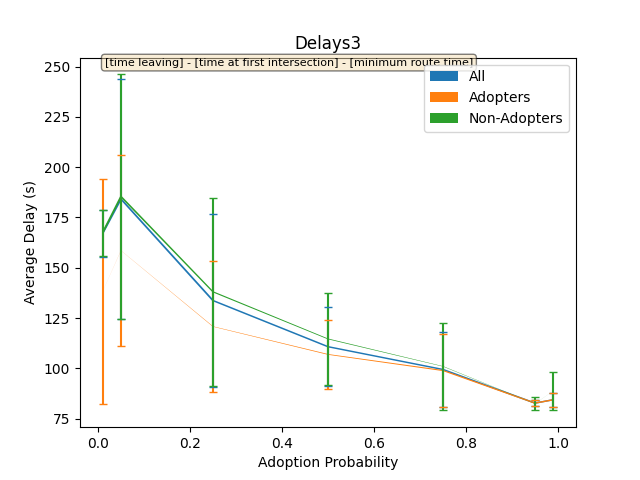 Delays3
[time leaving] - [time at first intersection] - [minimum route time]
All
Adopters
Non-Adopters
Average Delay (s)
250
225
200
175
150
125
100
75
0.0 0.2 0.4 0.6 0.8 1.0
Adoption Probability